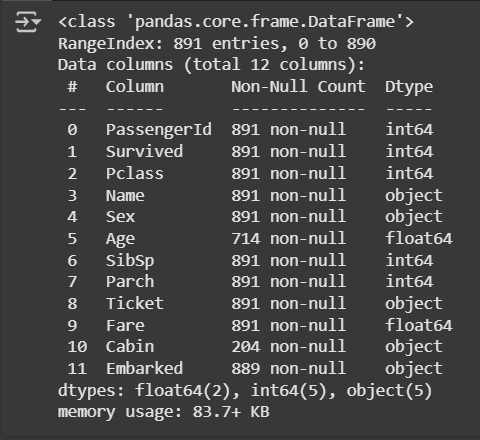 <class 'pandas.core.frame.DataFrame'>
RangeIndex: 891 entries, 0 to 890
Data columns (total 12 columns):
 #   Column       Non-Null Count  Dtype
---  ------       --------------  -----
 0   PassengerId  891 non-null    int64
 1   Survived     891 non-null    int64
 2   Pclass       891 non-null    int64
 3   Name         891 non-null    object
 4   Sex          891 non-null    object
 5   Age          714 non-null    float64
 6   SibSp        891 non-null    int64
 7   Parch        891 non-null    int64
 8   Ticket       891 non-null    object
 9   Fare         891 non-null    float64
 10  Cabin        204 non-null    object
 11  Embarked     889 non-null    object
dtypes: float64(2), int64(5), object(5)
memory usage: 83.7+ KB